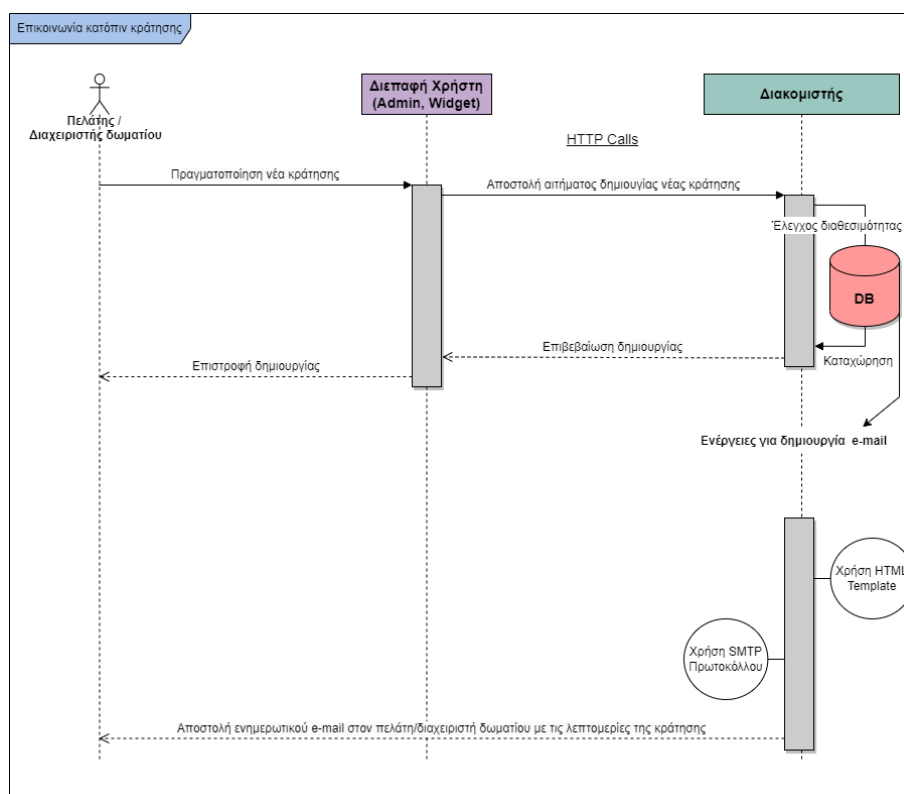 Επικοινωνία κατόπιν κράτησης
Διεπαφή Χρήστη
(Admin, Widget)
Διακομιστής
Πελάτης /
Διαχειριστής δωματίου
HTTP Calls
Πραγματοποίηση νέα κράτησης
Αποστολή αιτήματος δημιουγίας νέας κράτησης
Έλεγχος διαθεσιμότητας
DB
Επιβεβαίωση δημιουργίας
Καταχώρηση
Επιστροφή δημιουργίας
Ενέργειες για δημιουργία e-mail
Χρήση HTML
Template
Χρήση SMTP
Πρωτοκόλλου
Αποστολή ενημερωτικού e-mail στον πελάτη/διαχειριστή δωματίου με τις λεπτομερίες της κράτησης